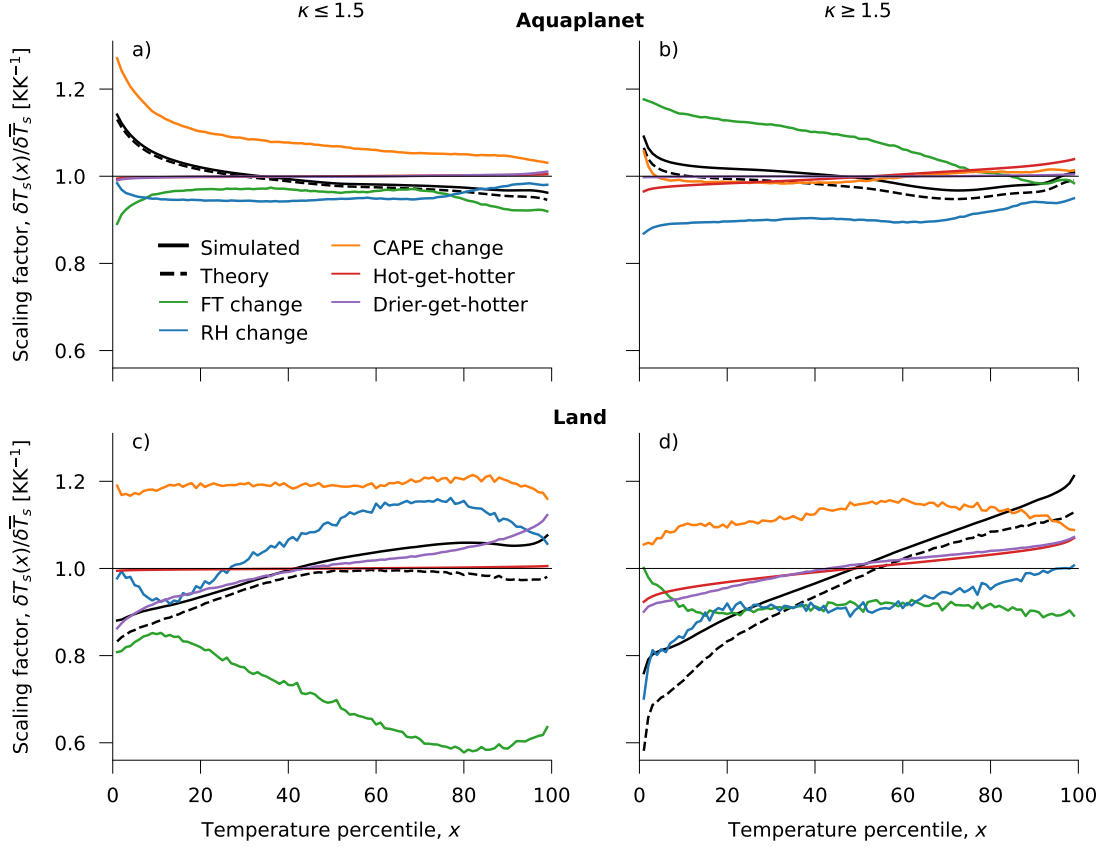 κ ≤ 1.5
κ ≥ 1.5
Aquaplanet
a)
b)
Scaling factor, δT_s(x)/δT̅_s [KK⁻¹]
1.2
1.0
0.8
0.6
Simulated
Theory
FT change
RH change
CAPE change
Hot-get-hotter
Drier-get-hotter
Land
c)
d)
Scaling factor, δT_s(x)/δT̅_s [KK⁻¹]
1.2
1.0
0.8
0.6
0 20 40 60 80 100
0 20 40 60 80 100
Temperature percentile, x
Temperature percentile, x